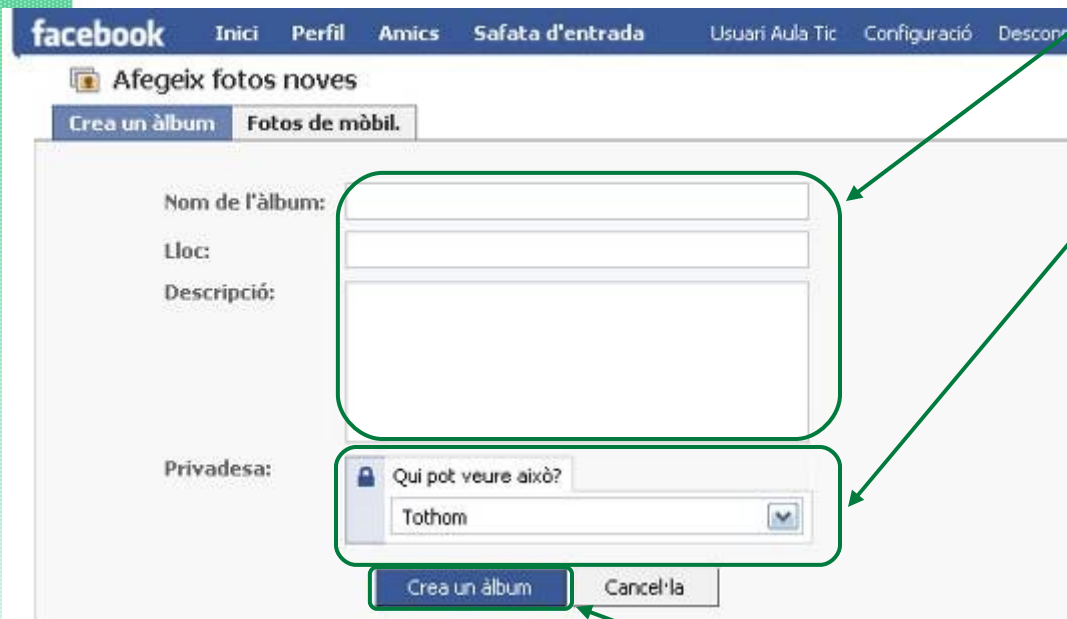 facebook Inici Perfil Amics Safata d'entrada Usuari Aula Tic Configuració
Afegeix fotos noves
Crea un àlbum Fotos de mòbil.
Nom de l'àlbum:
Lloc:
Descripció:
Privadesa:
Qui pot veure això?
Tothom
Crea un àlbum Cancel·la